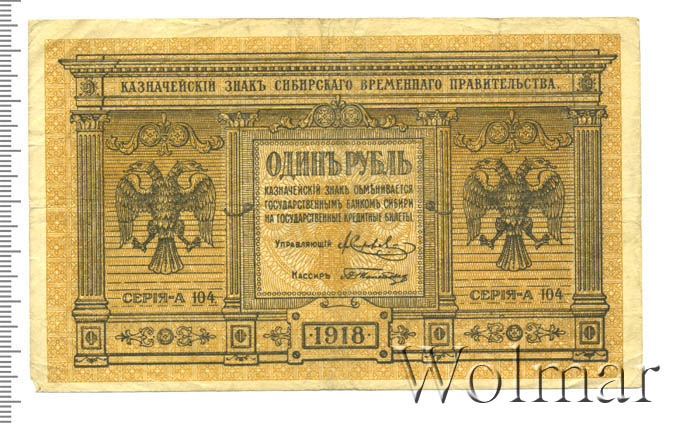 КАЗНАЧЕЙСКІЙ ЗНАКЪ СИБИРСКАГО ВРЕМЕННАГО ПРАВИТЕЛЬСТВА.
ОДИНЪ РУБЛЬ
КАЗНАЧЕЙСКІЙ ЗНАКЪ ОБМѢНИВАЕТСЯ
ГОСУДАРСТВЕННЫМЪ БАНКОМЪ СИБИРИ
НА ГОСУДАРСТВЕННЫЕ КРЕДИТНЫЕ БИЛЕТЫ.
УПРАВЛЯЮЩІЙ
КАССИРЪ
СЕРІЯ-А 104
СЕРІЯ-А 104
1918
Wolmar